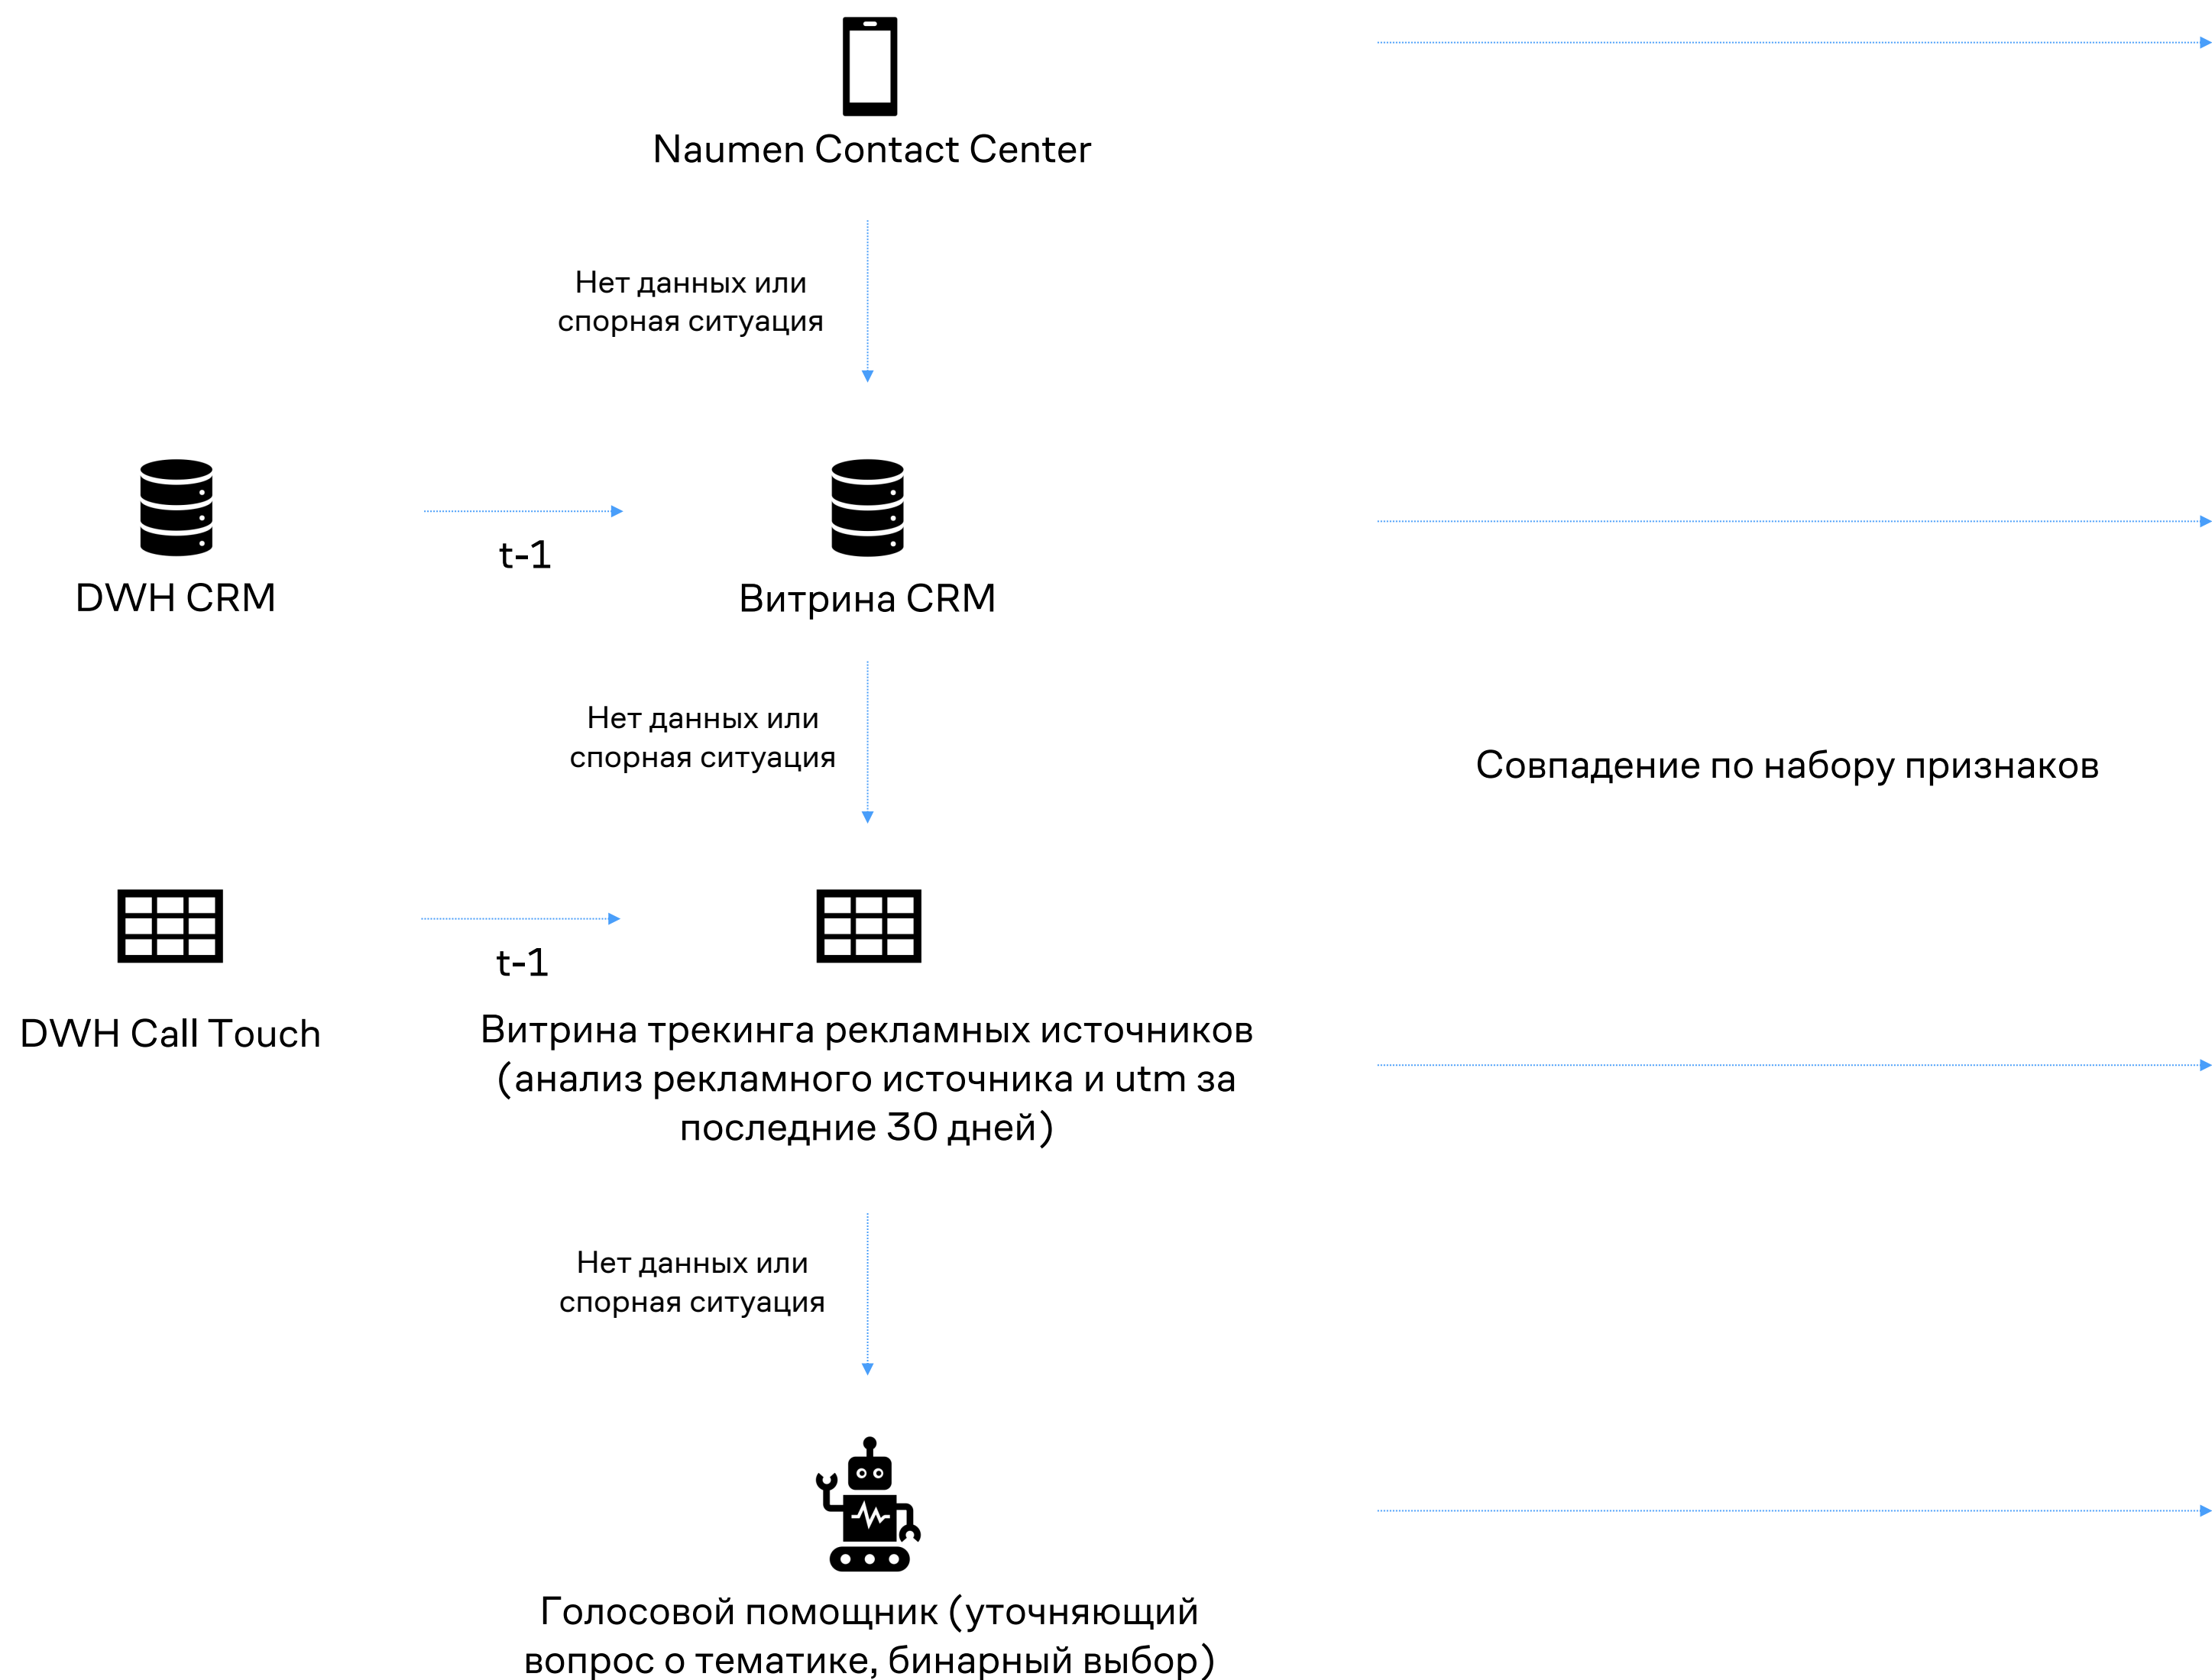 Naumen Contact Center
Нет данных или
спорная ситуация
t-1
DWH CRM
Витрина CRM
Нет данных или
спорная ситуация
Совпадение по набору признаков
t-1
DWH Call Touch
Витрина трекинга рекламных источников
(анализ рекламного источника и utm за
последние 30 дней)
Нет данных или
спорная ситуация
Голосовой помощник (уточняющий
вопрос о тематике, бинарный выбор)